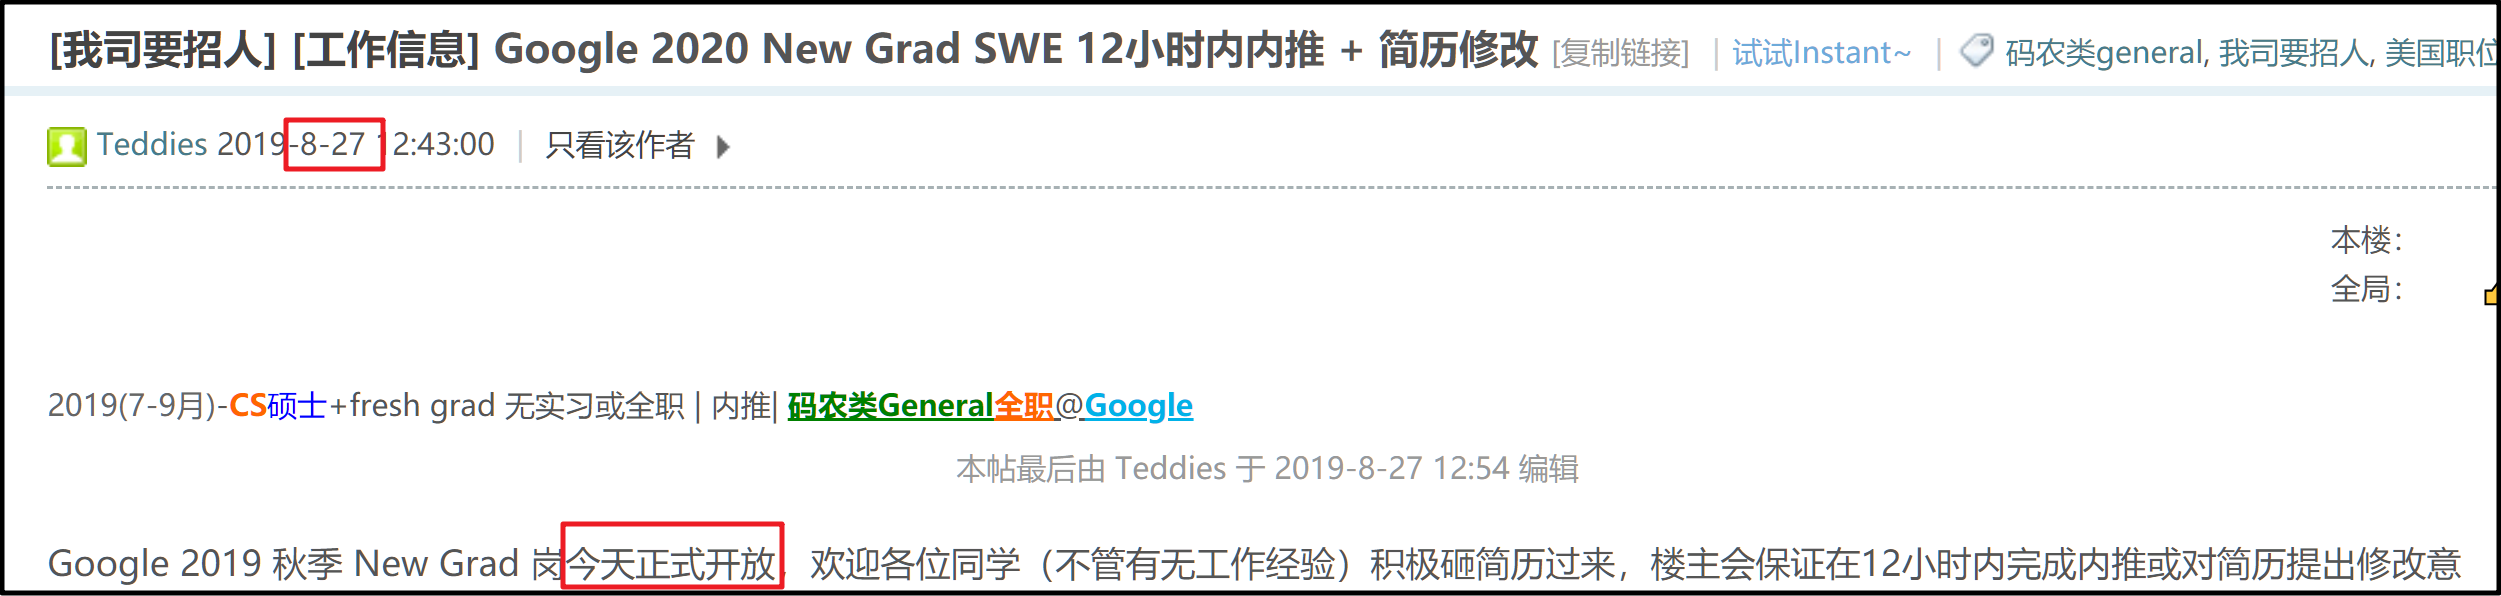 [我司要招人] [工作信息] Google 2020 New Grad SWE 12小时内内推 + 简历修改 [复制链接] | 试试Instant~ | 码农类general, 我司要招人, 美国职位
Teddies 2019-8-27 12:43:00 | 只看该作者
本楼：
全局：
2019(7-9月)-CS硕士+fresh grad 无实习或全职 | 内推| 码农类General全职@Google
本帖最后由 Teddies 于 2019-8-27 12:54 编辑
Google 2019 秋季 New Grad 岗今天正式开放，欢迎各位同学（不管有无工作经验）积极砸简历过来，楼主会保证在12小时内完成内推或对简历提出修改意